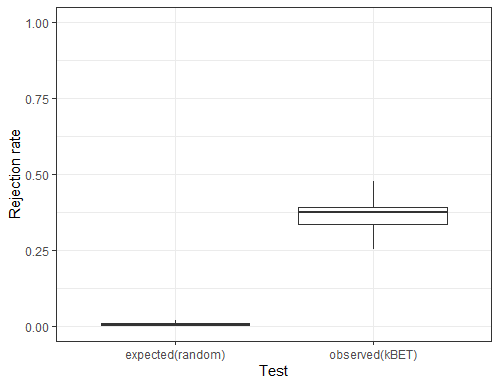 1.00
0.75
0.50
0.25
0.00
Rejection rate
expected(random)
observed(kBET)
Test